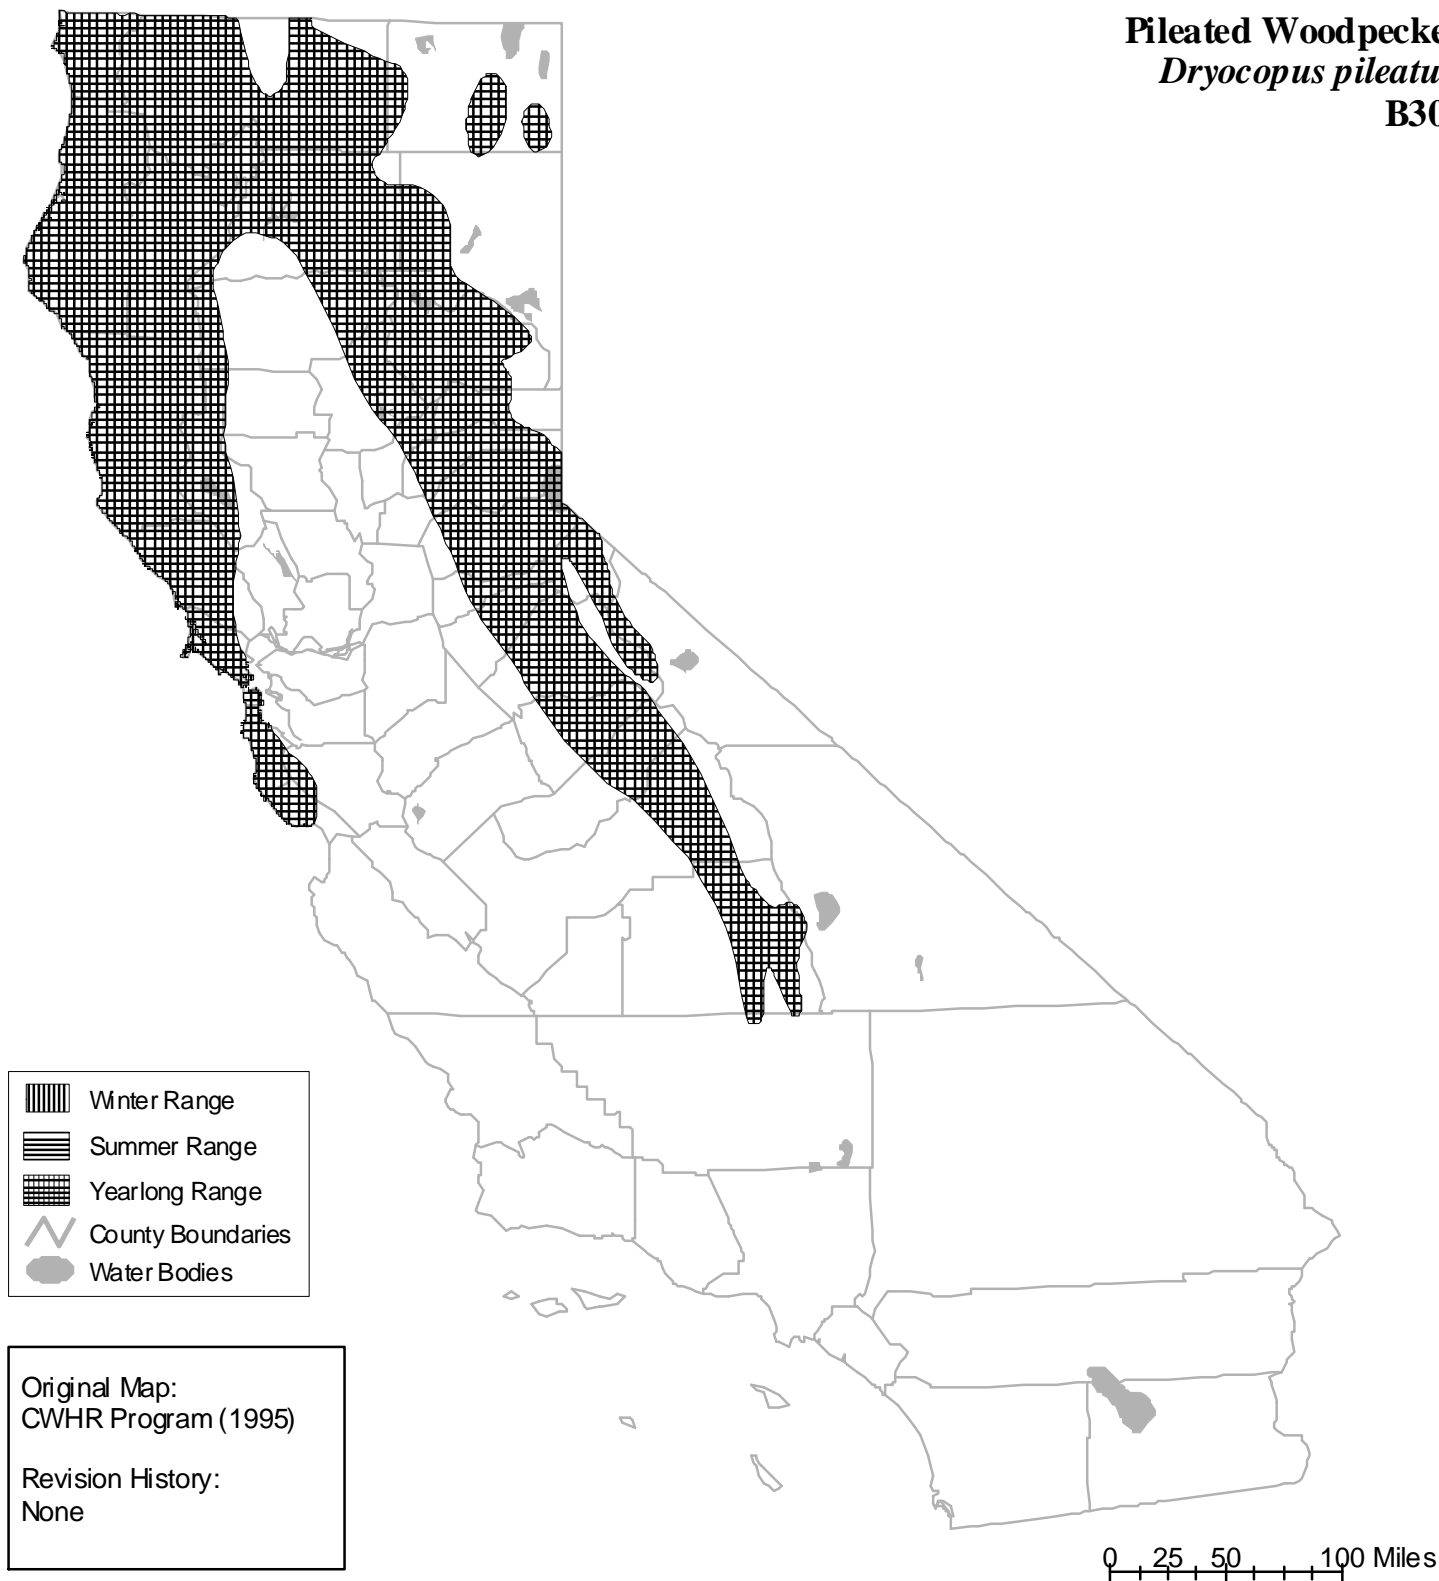 Pileated Woodpecke
Dryocopus pileatu
B30
Winter Range
Summer Range
Yearlong Range
County Boundaries
Water Bodies
Original Map:
CWHR Program (1995)
Revision History:
None
0 25 50 100 Miles